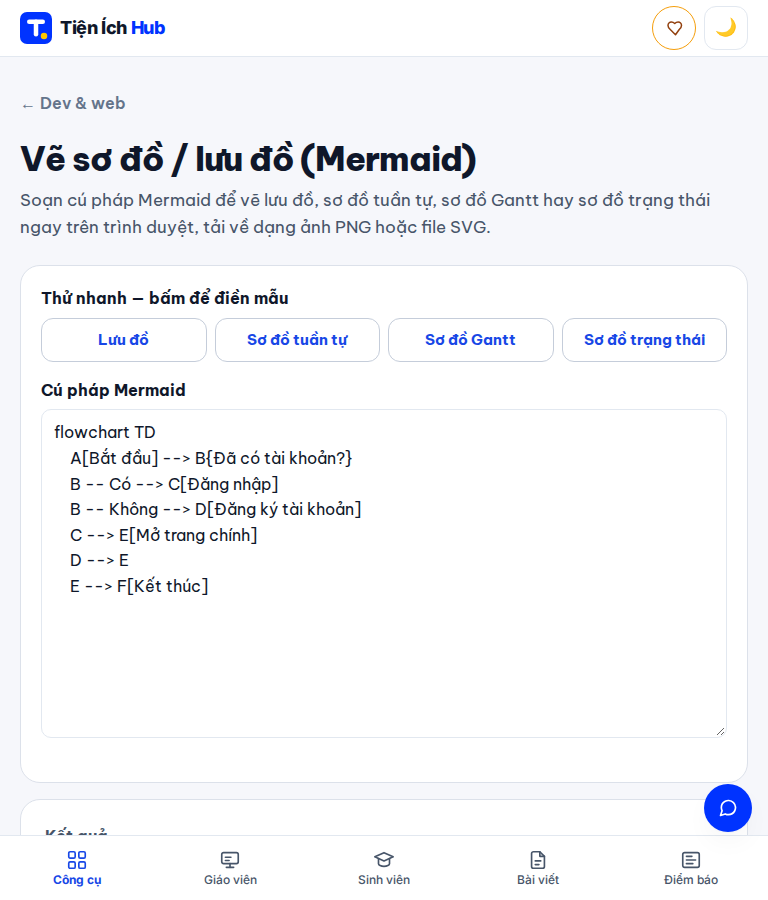 Tiện Ích Hub
← Dev & web
Vẽ sơ đồ / lưu đồ (Mermaid)
Soạn cú pháp Mermaid để vẽ lưu đồ, sơ đồ tuần tự, sơ đồ Gantt hay sơ đồ trạng thái
ngay trên trình duyệt, tải về dạng ảnh PNG hoặc file SVG.
Thử nhanh — bấm để điền mẫu
Lưu đồ
Sơ đồ tuần tự
Sơ đồ Gantt
Sơ đồ trạng thái
Cú pháp Mermaid
flowchart TD
A[Bắt đầu] --> B{Đã có tài khoản?}
B -- Có --> C[Đăng nhập]
B -- Không --> D[Đăng ký tài khoản]
C --> E[Mở trang chính]
D --> E
E --> F[Kết thúc]
Kết quả
Công cụ
Giáo viên
Sinh viên
Bài viết
Điểm báo